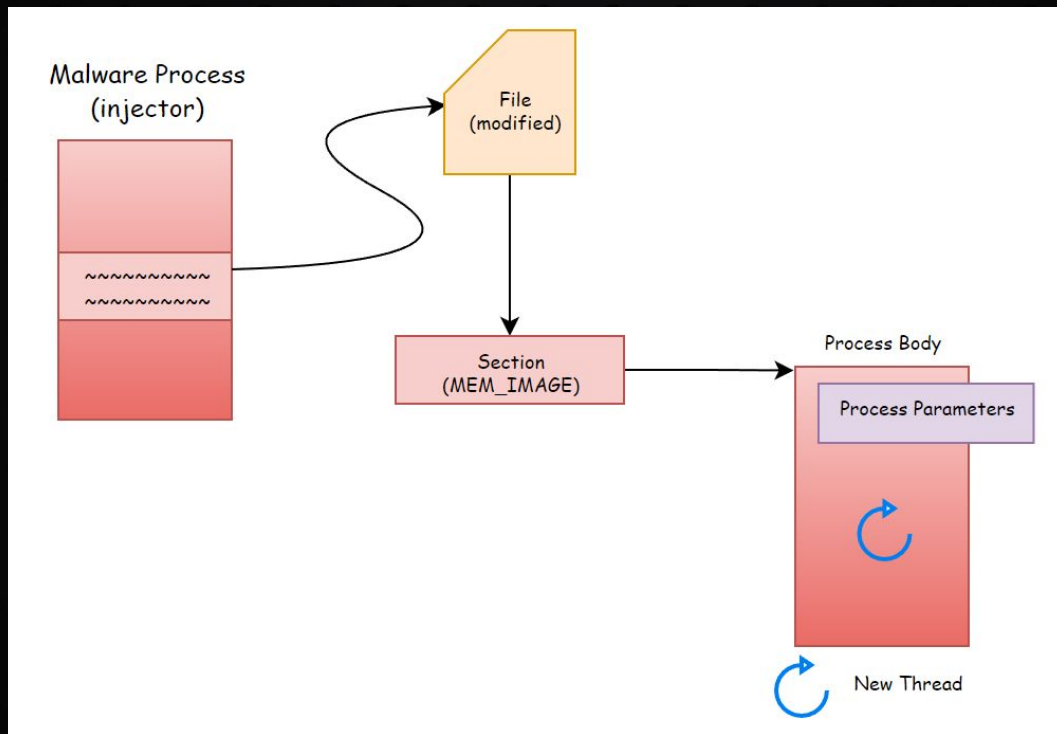 Malware Process
(injector)
~~~~~~~~~~
~~~~~~~~~~
File
(modified)
Section
(MEM_IMAGE)
Process Body
Process Parameters
New Thread